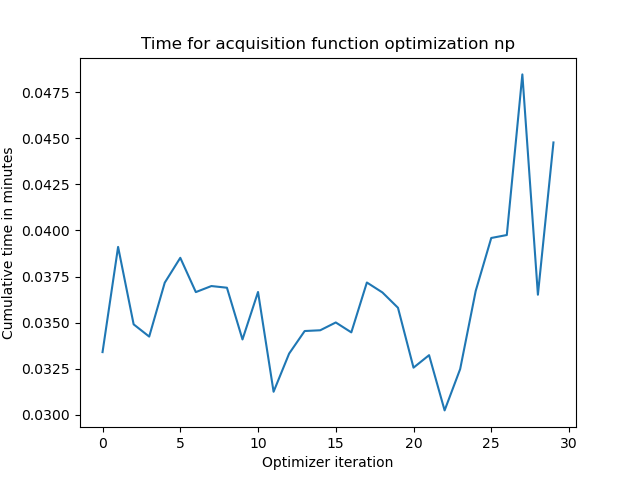 Time for acquisition function optimization np
Cumulative time in minutes
0.0475
0.0450
0.0425
0.0400
0.0375
0.0350
0.0325
0.0300
0 5 10 15 20 25 30
Optimizer iteration